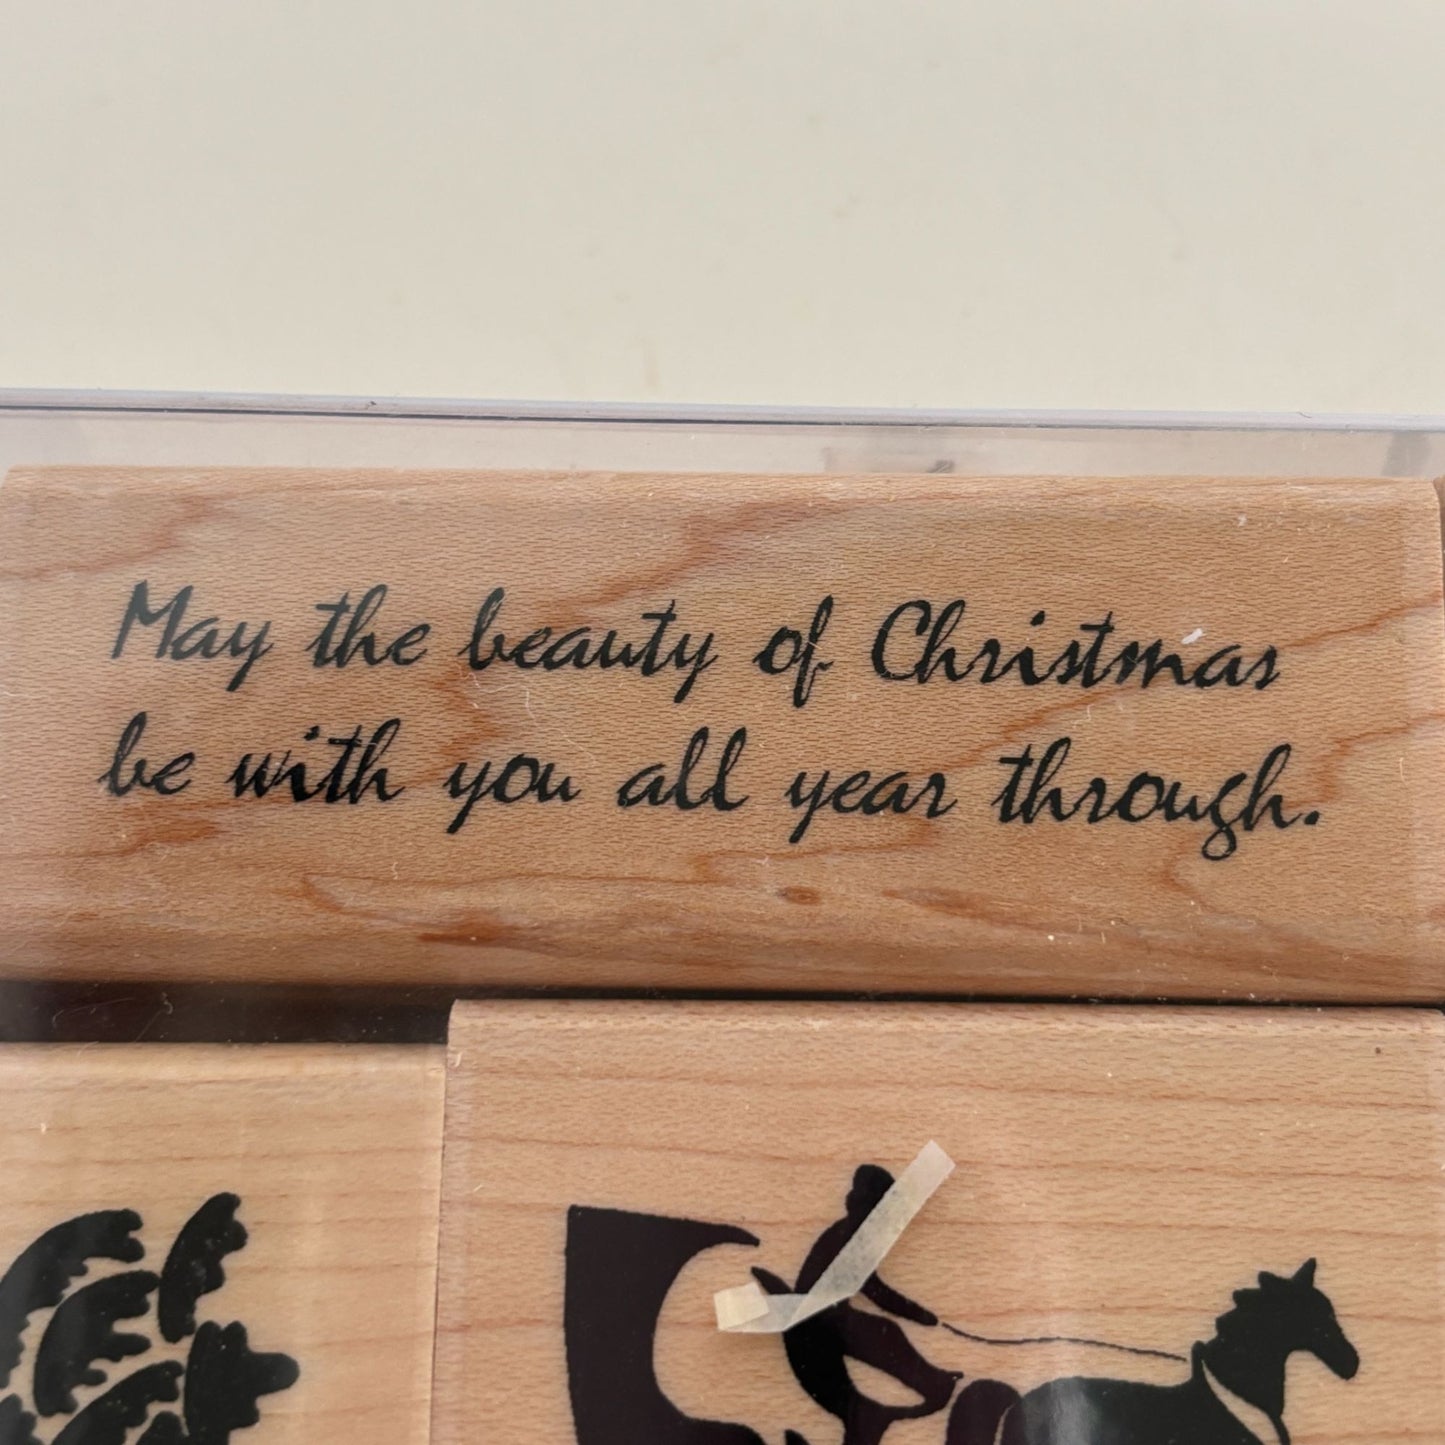 May the beauty of Christmas
be with you all year through.